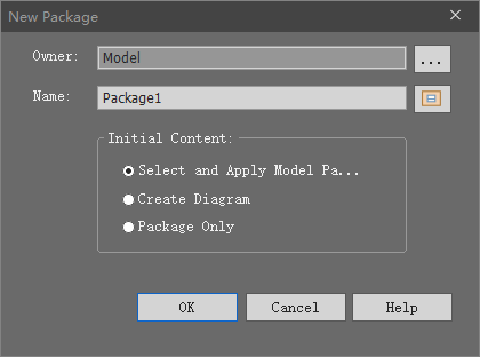 New Package
Owner: Model ...
Name: Package1
Initial Content:
Select and Apply Model Pa...
Create Diagram
Package Only
OK Cancel Help